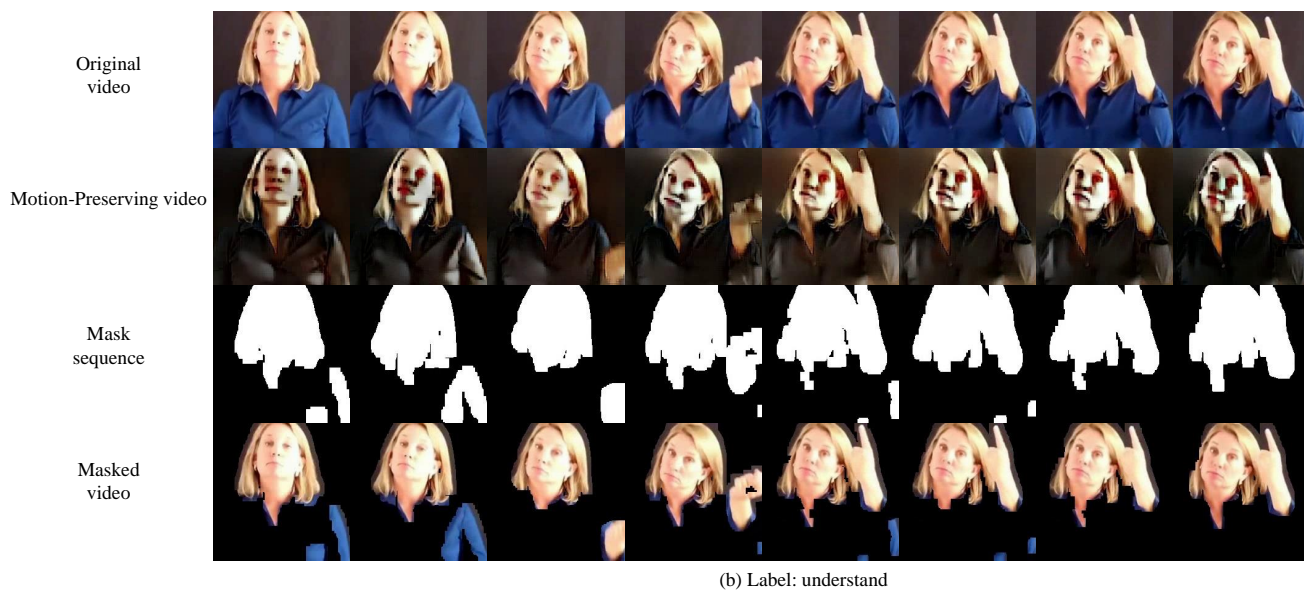 Original
video
Motion-Preserving video
Mask
sequence
Masked
video
(b) Label: understand